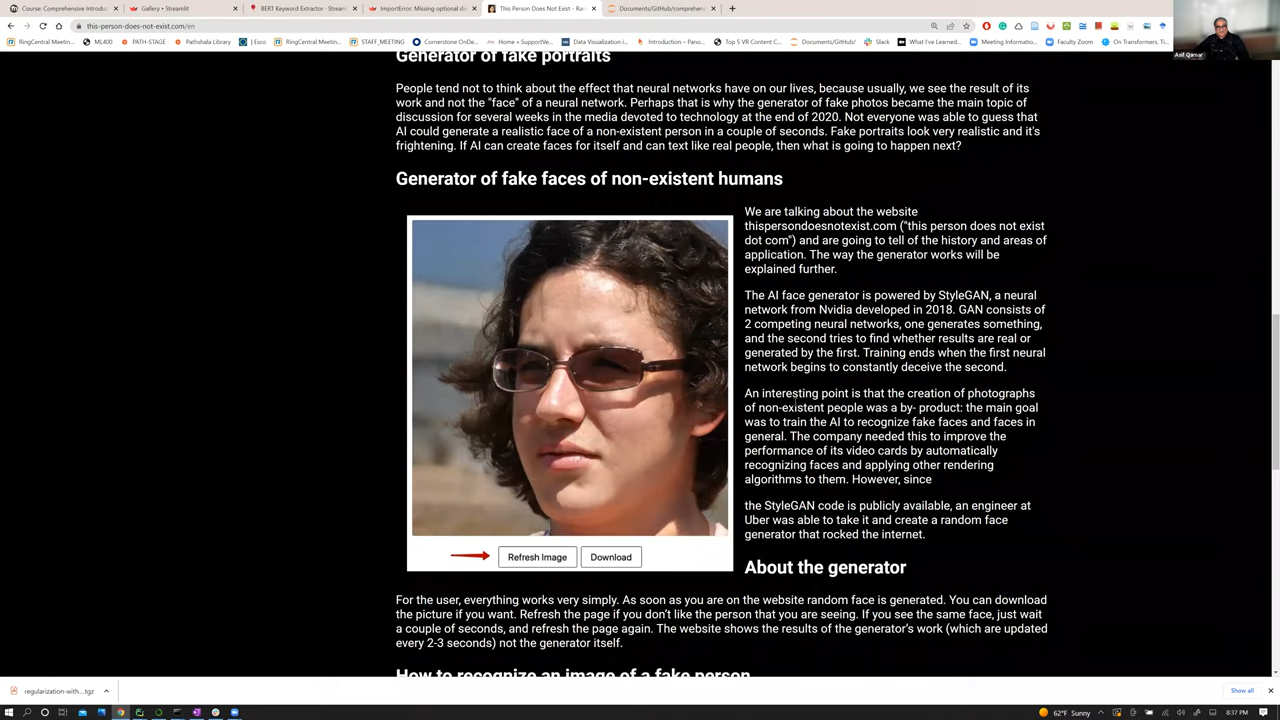 Course: Comprehensive Introduc
Gallery • Streamlit
BERT Keyword Extractor · Stream
ImportError: Missing optional de
This Person Does Not Exist - Ran
Documents/GitHub/comprehen
this-person-does-not-exist.com/en
RingCentral Meetin...
ML400
PATH-STAGE
Pathshala Library
| Esco
RingCentral Meetin...
STAFF_MEETING
Cornerstone OnDe...
Home « SupportVe...
Data Visualization i...
Introduction – Pano...
Top 5 VR Content C...
Documents/GitHub/
Slack
What I've Learned...
Meeting Informatio...
Faculty Zoom
On Transformers, Ti...
Asif Qamar
Generator of fake portraits
People tend not to think about the effect that neural networks have on our lives, because usually, we see the result of its
work and not the "face" of a neural network. Perhaps that is why the generator of fake photos became the main topic of
discussion for several weeks in the media devoted to technology at the end of 2020. Not everyone was able to guess that
AI could generate a realistic face of a non-existent person in a couple of seconds. Fake portraits look very realistic and it's
frightening. If AI can create faces for itself and can text like real people, then what is going to happen next?
Generator of fake faces of non-existent humans
We are talking about the website
thispersondoesnotexist.com ("this person does not exist
dot com") and are going to tell of the history and areas of
application. The way the generator works will be
explained further.
The AI face generator is powered by StyleGAN, a neural
network from Nvidia developed in 2018. GAN consists of
2 competing neural networks, one generates something,
and the second tries to find whether results are real or
generated by the first. Training ends when the first neural
network begins to constantly deceive the second.
An interesting point is that the creation of photographs
of non-existent people was a by- product: the main goal
was to train the AI to recognize fake faces and faces in
general. The company needed this to improve the
performance of its video cards by automatically
recognizing faces and applying other rendering
algorithms to them. However, since
the StyleGAN code is publicly available, an engineer at
Uber was able to take it and create a random face
generator that rocked the internet.
Refresh Image
Download
About the generator
For the user, everything works very simply. As soon as you are on the website random face is generated. You can download
the picture if you want. Refresh the page if you don't like the person that you are seeing. If you see the same face, just wait
a couple of seconds, and refresh the page again. The website shows the results of the generator's work (which are updated
every 2-3 seconds) not the generator itself.
How to recognize an image of a fake person
regularization-with....tgz
Show all
62°F Sunny
8:37 PM